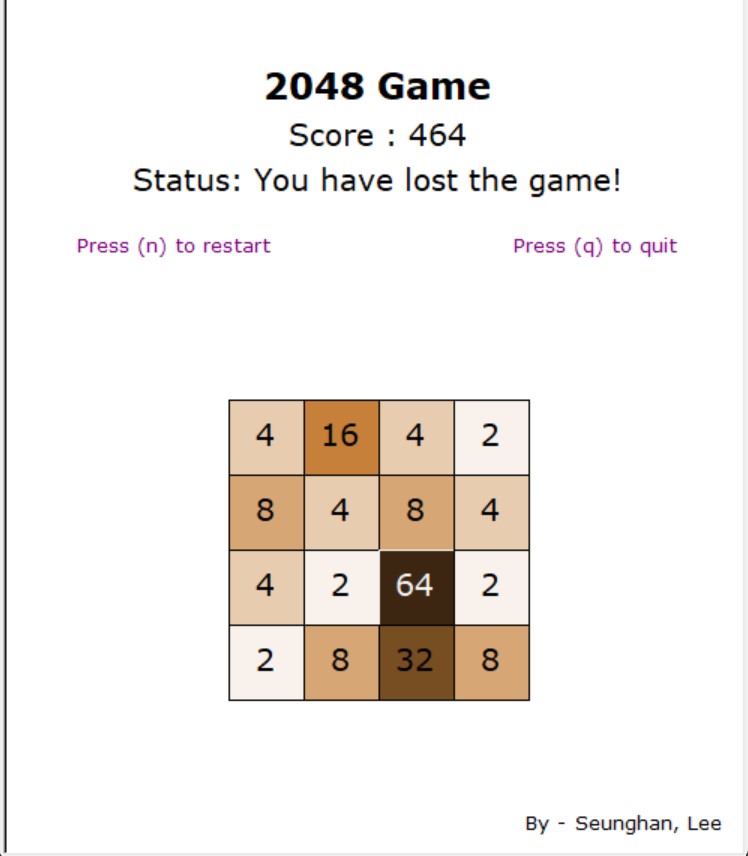 2048 Game
Score : 464
Status: You have lost the game!
Press (n) to restart Press (q) to quit
4 16 4 2
8 4 8 4
4 2 64 2
2 8 32 8
By - Seunghan, Lee